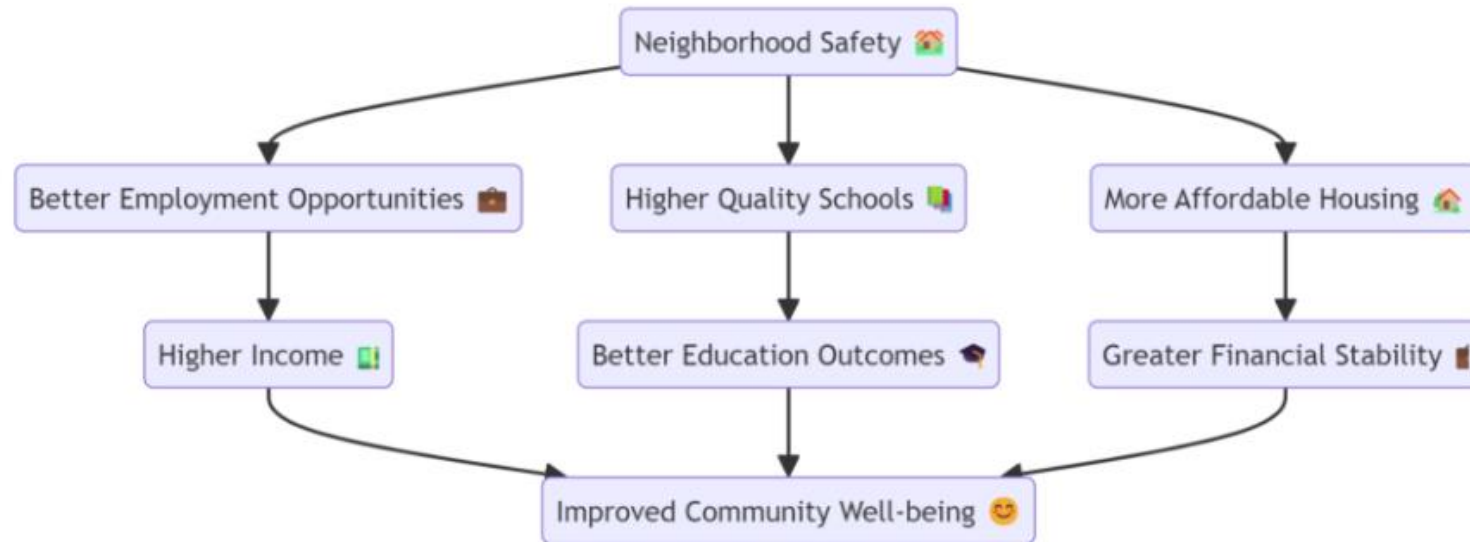 Neighborhood Safety 🏘️
Better Employment Opportunities 💼
Higher Quality Schools 📚
More Affordable Housing 🏡
Higher Income 💵
Better Education Outcomes 🎓
Greater Financial Stability 💼
Improved Community Well-being 😊